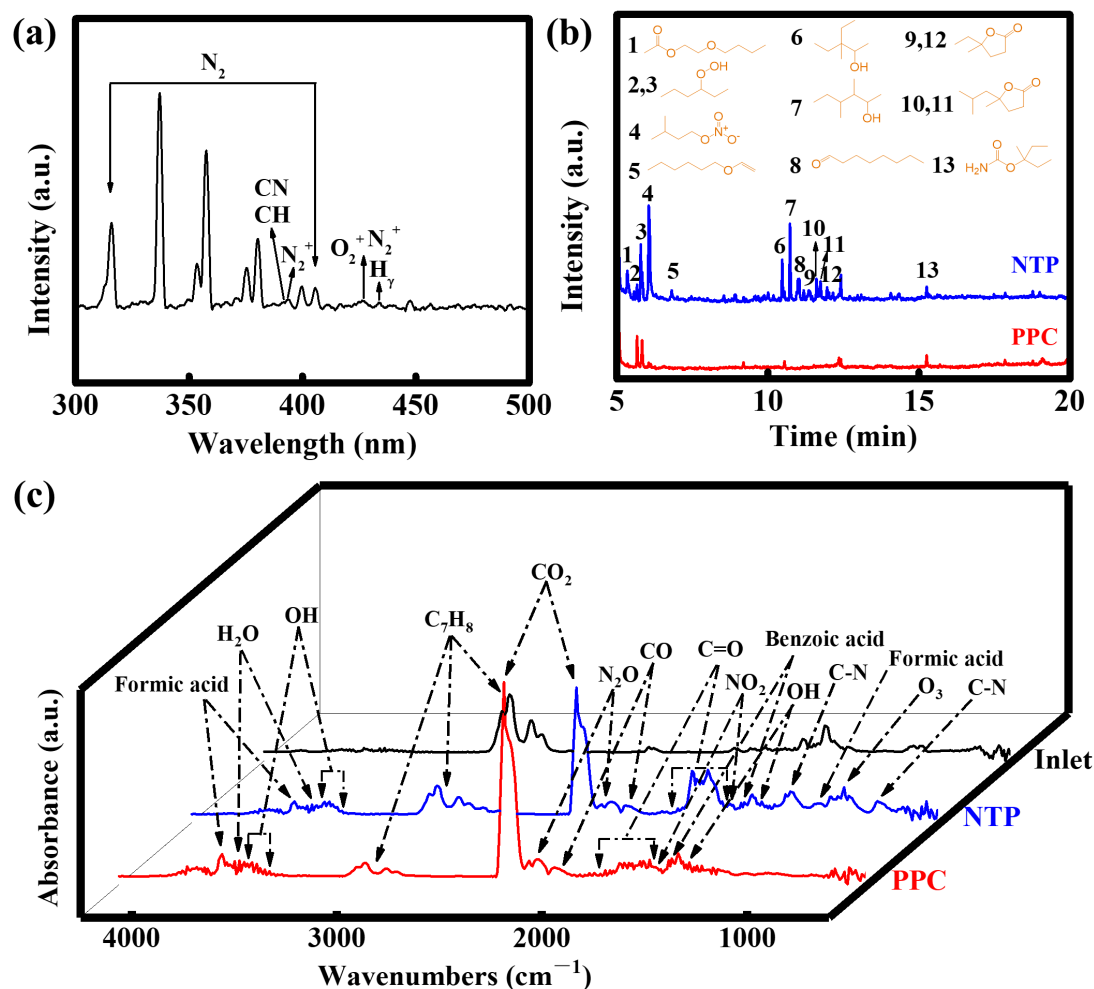 (a)
N₂
CN
CH
N₂⁺
O₂⁺
N₂⁺
Hγ
Intensity (a.u.)
300
350
400
450
500
Wavelength (nm)
(b)
1
O
O
2,3
O
OH
4
O
N⁺
O
O⁻
5
O
6
OH
7
OH
8
O
9,12
O
O
10,11
O
O
13
O
H₂N
O
1
2
3
4
5
6
7
8
9
10
11
12
13
NTP
PPC
Intensity (a.u.)
5
10
15
20
Time (min)
(c)
Formic acid
H₂O
OH
C₇H₈
CO₂
N₂O
CO
C=O
NO₂
Benzoic acid
OH
C-N
Formic acid
O₃
C-N
Inlet
NTP
PPC
Absorbance (a.u.)
4000
3000
2000
1000
Wavenumbers (cm⁻¹)